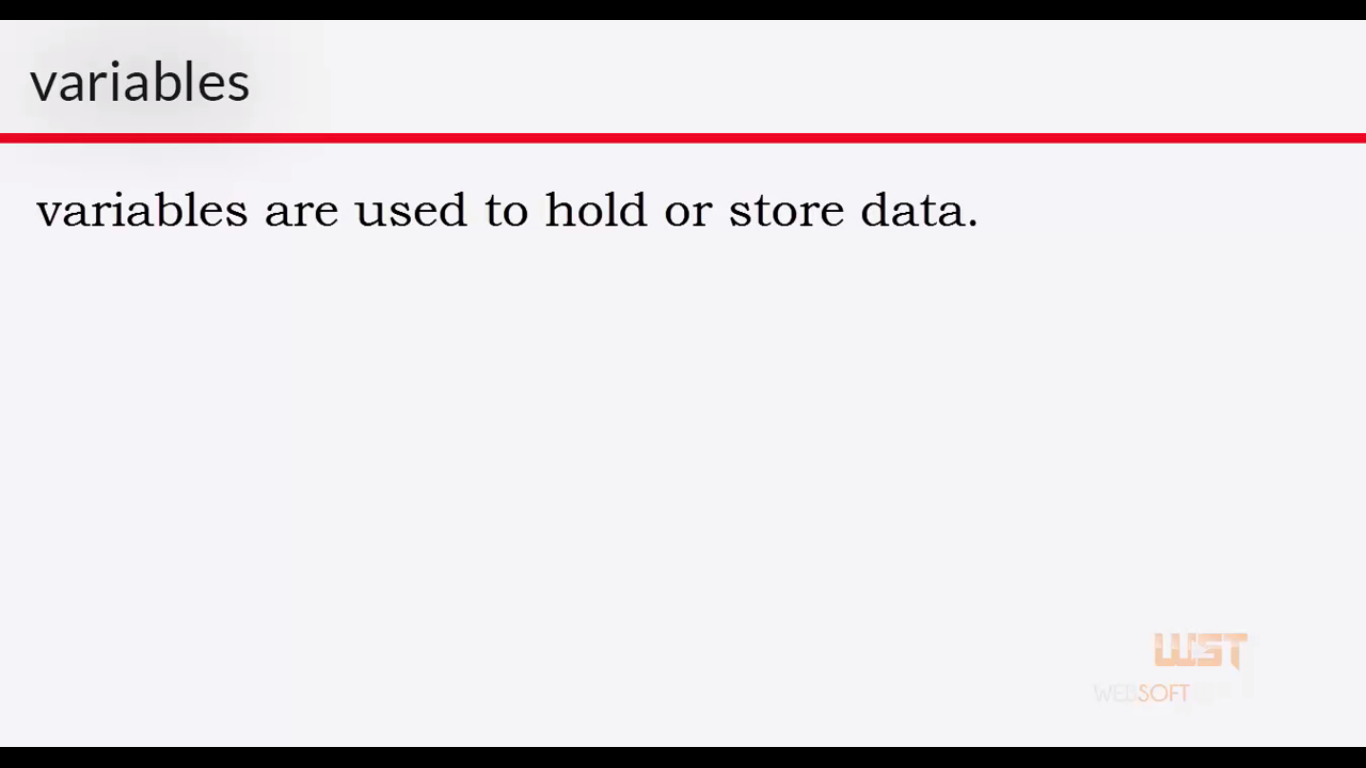 variables
variables are used to hold or store data.
WST
WEBSOFT